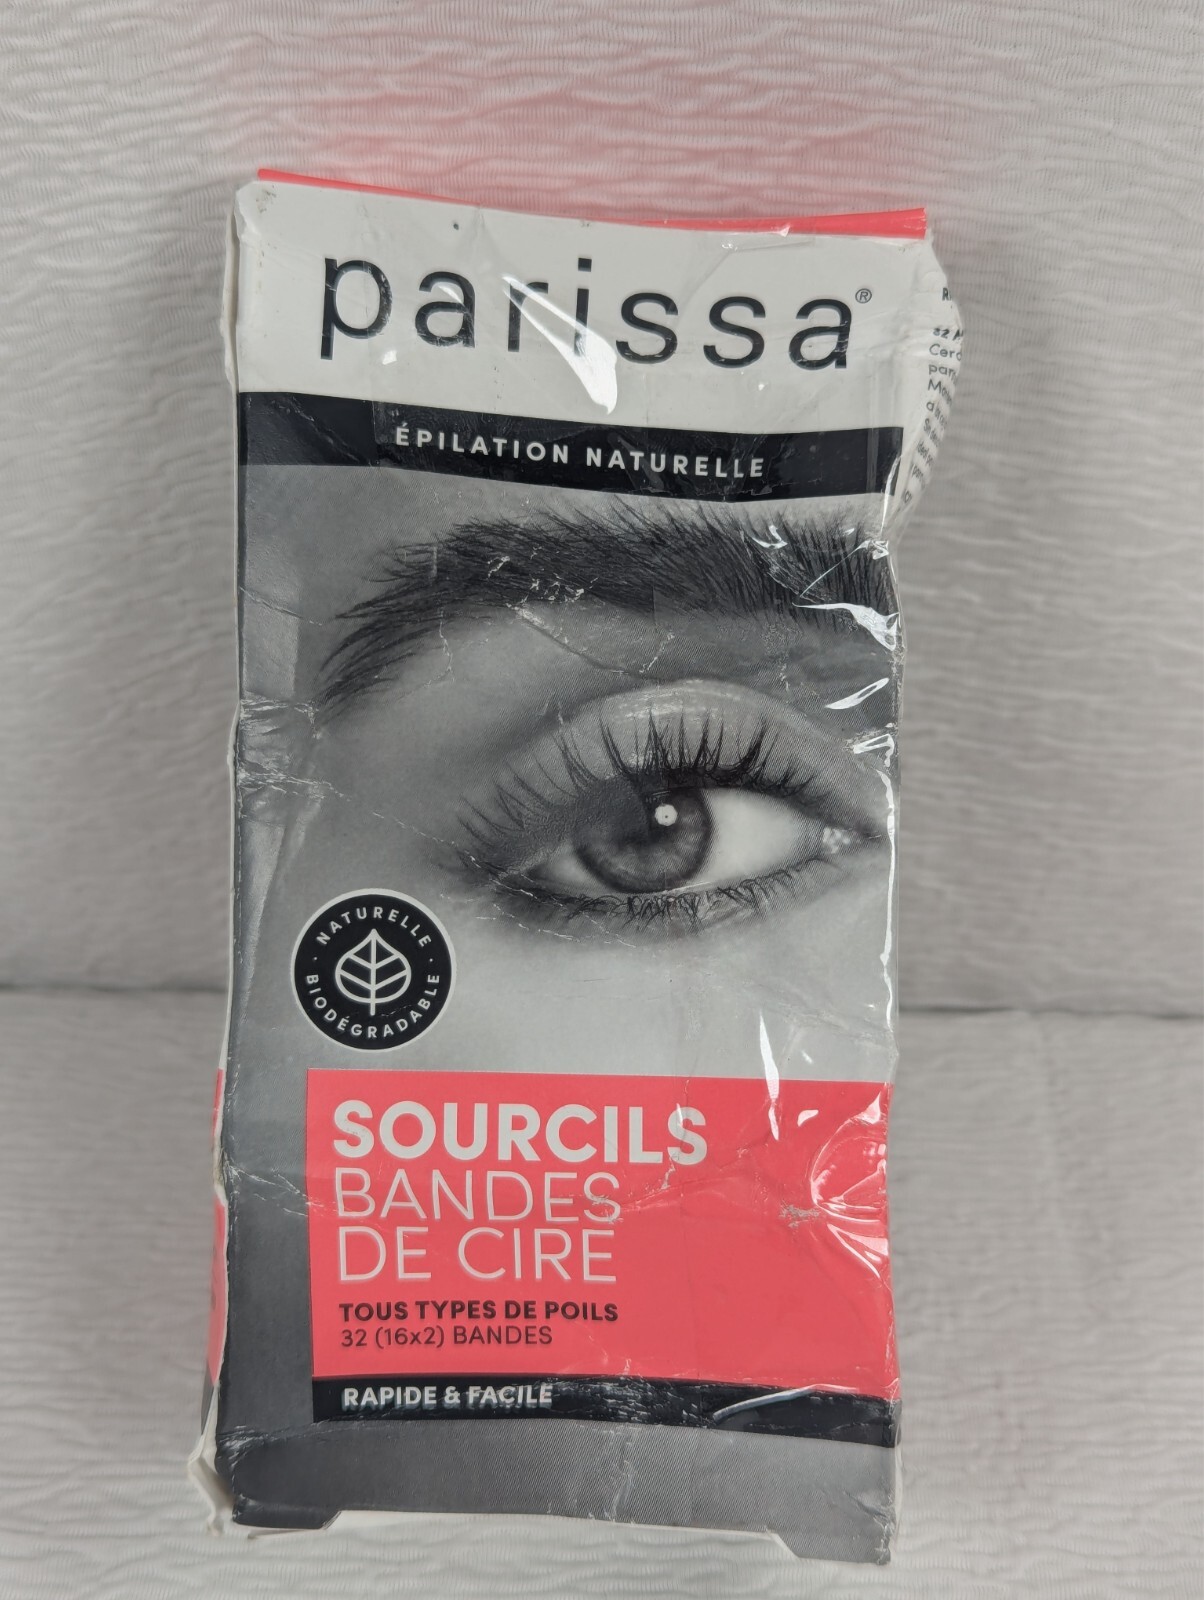 parissa®
ÉPILATION NATURELLE
NATURELLE
BIODÉGRADABLE
SOURCILS
BANDES
DE CIRE
TOUS TYPES DE POILS
32 (16x2) BANDES
RAPIDE & FACILE